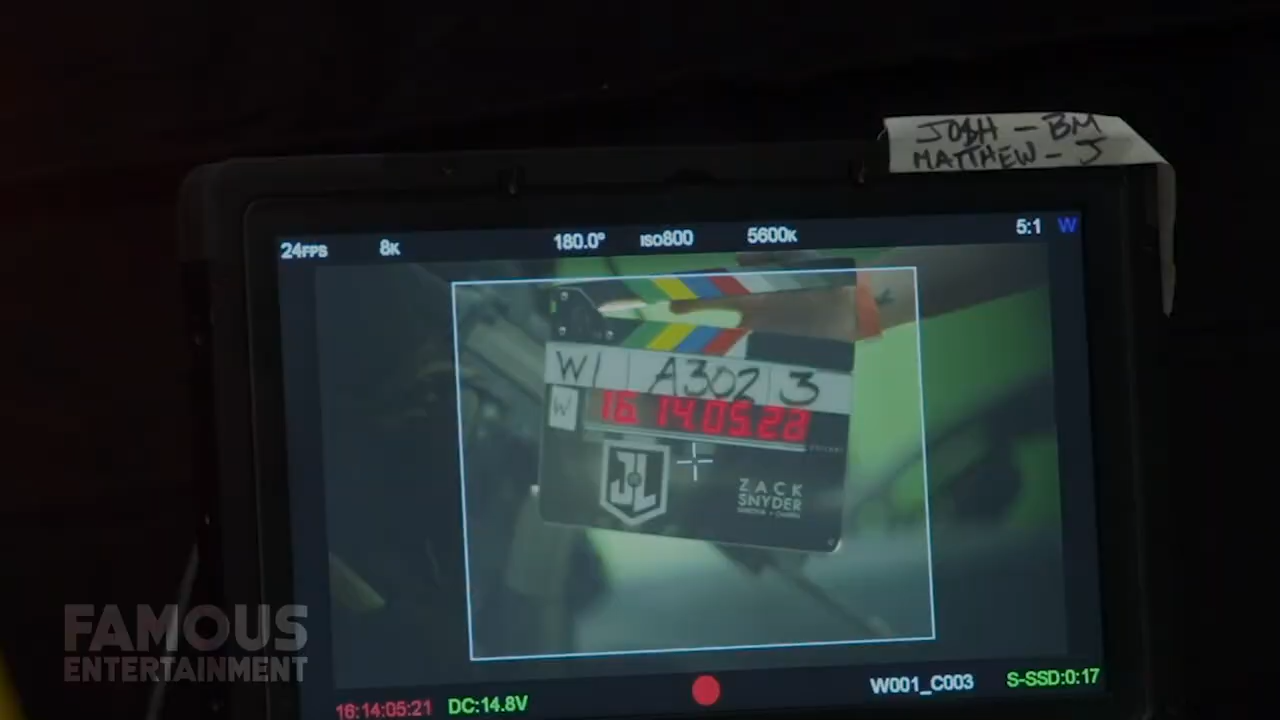 JOSH - BM
MATTHEW - J
24FPS 8K 180.0° ISO800 5600K 5:1 W
W1 A302 3
W 16 14:05:23
JL
ZACK
SNYDER
FAMOUS
ENTERTAINMENT
16:14:05:21 DC:14.8V W001_C003 S-SSD:0:17